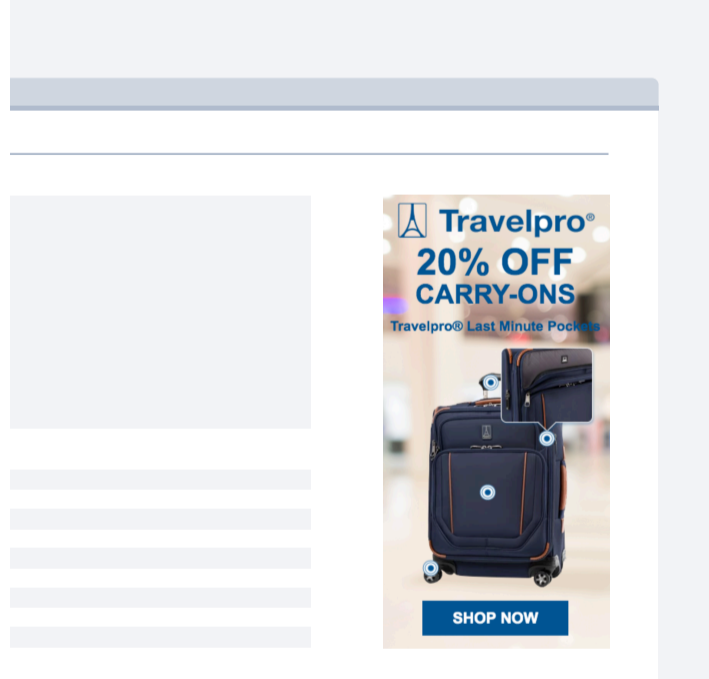 Travelpro®
20% OFF
CARRY-ONS
Travelpro® Last Minute Pockets
SHOP NOW